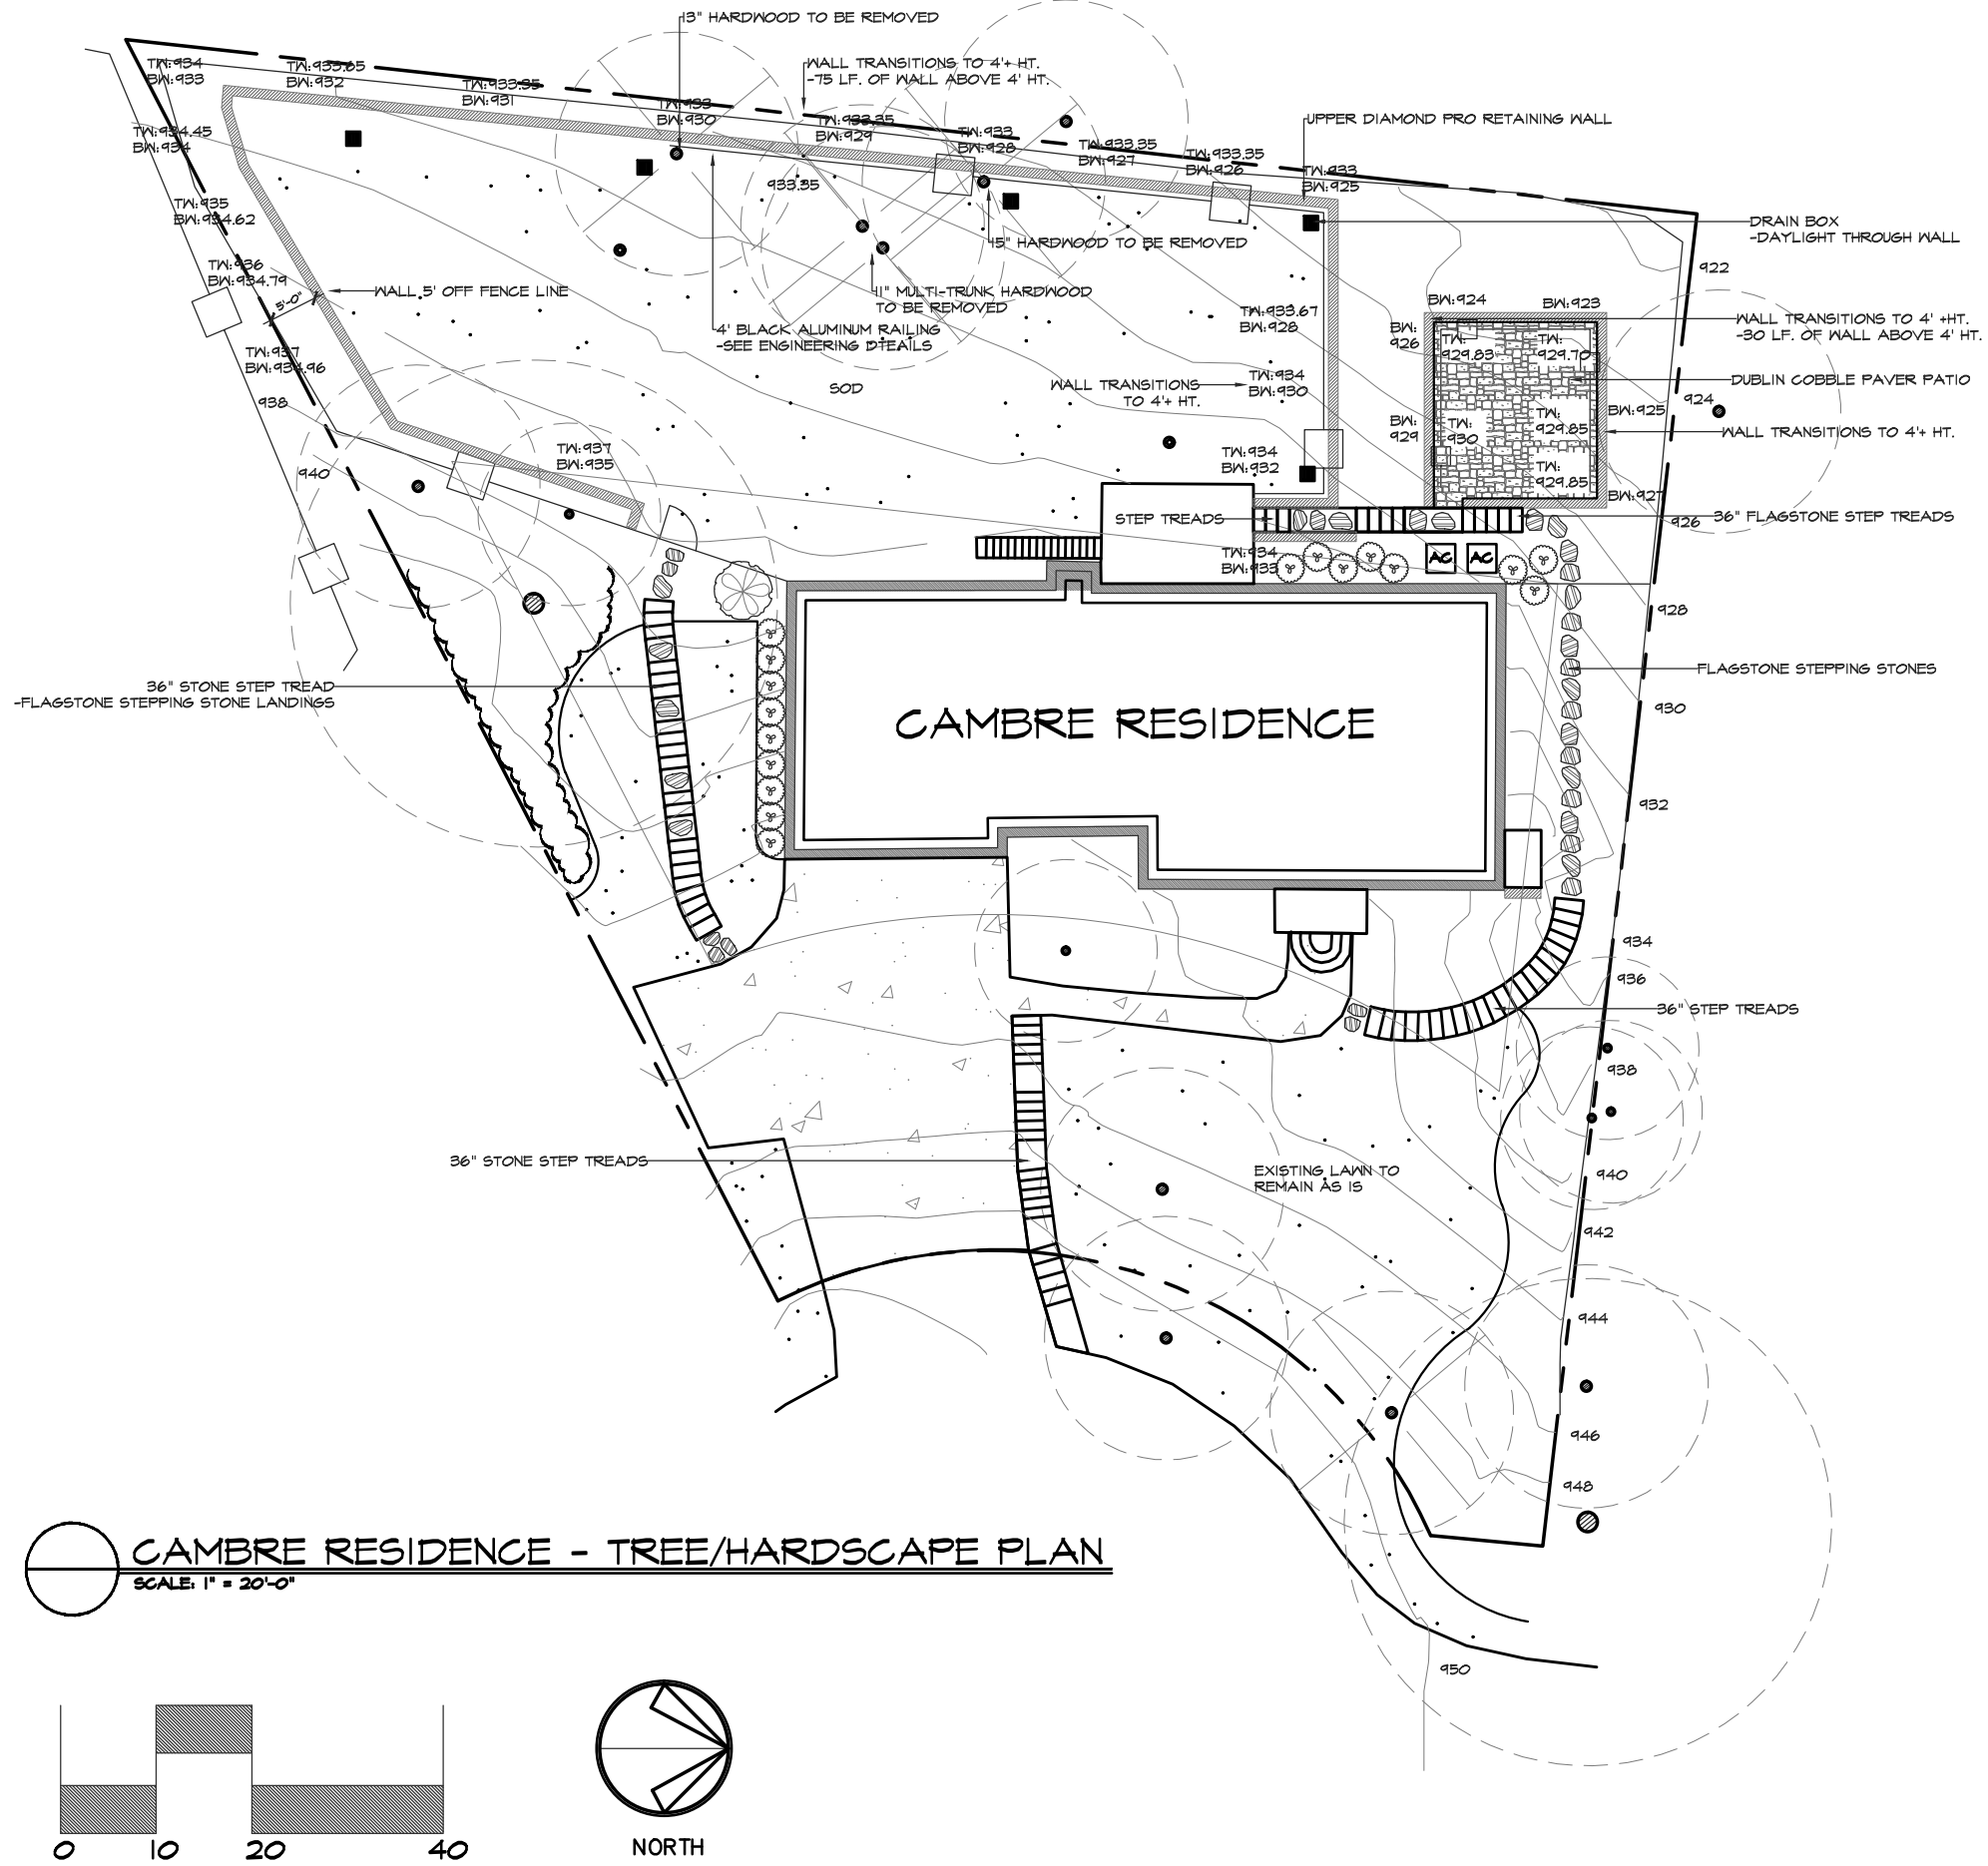 13" HARDWOOD TO BE REMOVED
WALL TRANSITIONS TO 4'+ HT.
-75 LF. OF WALL ABOVE 4' HT.
TW:934
BW:933
TW:933.65
BW:932
TW:933.35
BW:931
TW:933
BW:930
TW:933.35
BW:929
TW:933
BW:928
TW:933.35
BW:927
TW:933.35
BW:926
TW:933
BW:925
UPPER DIAMOND PRO RETAINING WALL
TW:934.45
BW:934
933.35
TW:935
BW:934.62
DRAIN BOX
-DAYLIGHT THROUGH WALL
15" HARDWOOD TO BE REMOVED
TW:936
BW:934.79
5'-0"
WALL 5' OFF FENCE LINE
11" MULTI-TRUNK HARDWOOD
TO BE REMOVED
922
BW:924
BW:923
4' BLACK ALUMINUM RAILING
-SEE ENGINEERING DTEAILS
TW:933.67
BW:928
BW:
926
WALL TRANSITIONS TO 4' +HT.
-30 LF. OF WALL ABOVE 4' HT.
TW:
929.83
TW:
929.70
TW:937
BW:934.96
SOD
WALL TRANSITIONS
TO 4'+ HT.
TW:934
BW:930
DUBLIN COBBLE PAVER PATIO
938
924
BW:925
BW:
929
TW:
930
TW:
929.85
WALL TRANSITIONS TO 4'+ HT.
TW:937
BW:935
TW:934
BW:932
940
TW:
929.85
BW:927
STEP TREADS
926
36" FLAGSTONE STEP TREADS
TW:934
BW:933
AC
AC
928
36" STONE STEP TREAD
-FLAGSTONE STEPPING STONE LANDINGS
FLAGSTONE STEPPING STONES
CAMBRE RESIDENCE
930
932
934
936
36" STEP TREADS
938
36" STONE STEP TREADS
EXISTING LAWN TO
REMAIN AS IS
940
942
944
946
948
CAMBRE RESIDENCE - TREE/HARDSCAPE PLAN
SCALE: 1" = 20'-0"
950
0 10 20 40
NORTH